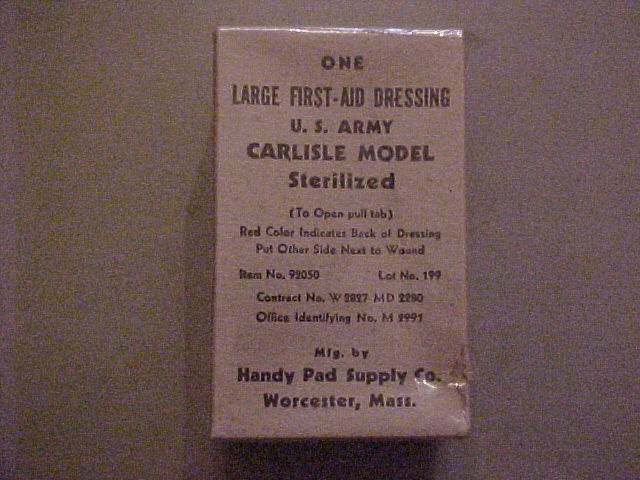 ONE
LARGE FIRST-AID DRESSING
U. S. ARMY
CARLISLE MODEL
Sterilized
(To Open pull tab)
Red Color Indicates Back of Dressing
Put Other Side Next to Wound
Item No. 92050 Lot No. 199
Contract No. W 2827 MD 2280
Office Identifying No. M 2991
Mfg. by
Handy Pad Supply Co.
Worcester, Mass.